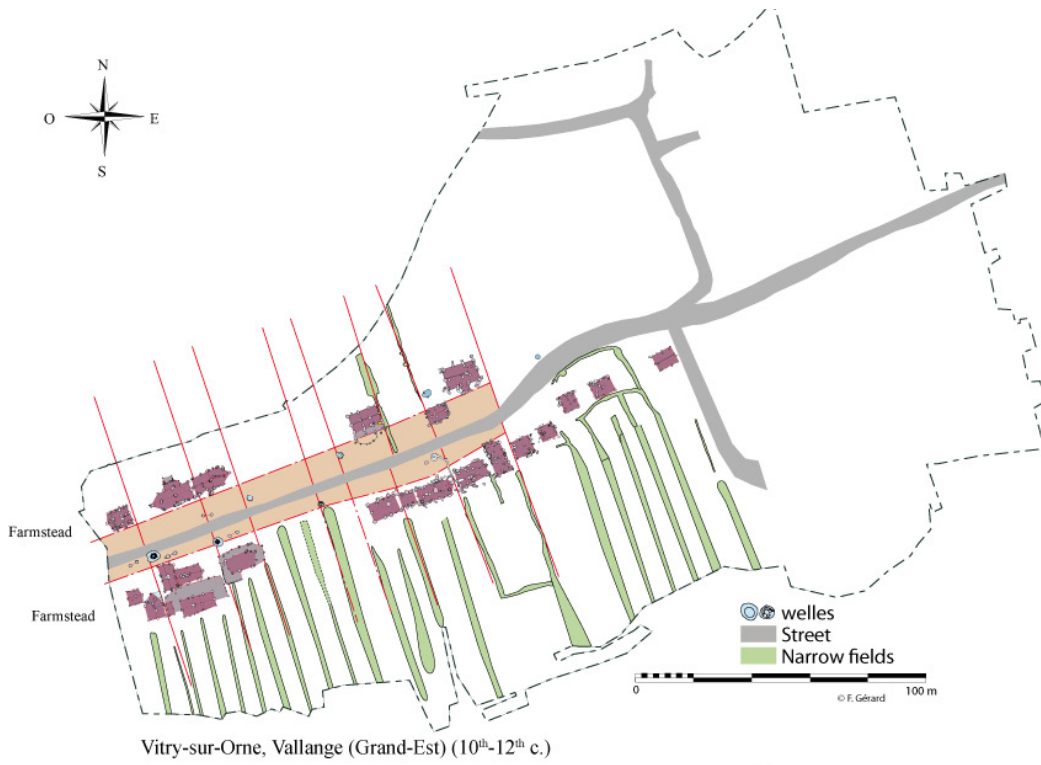 N
O E
S
Farmstead
Farmstead
welles
Street
Narrow fields
0 100 m
© F. Gérard
Vitry-sur-Orne, Vallange (Grand-Est) (10th-12th c.)